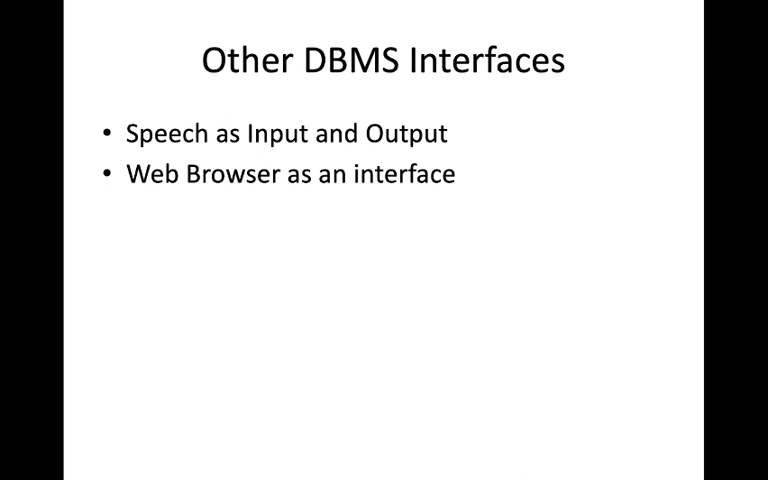 Other DBMS Interfaces
• Speech as Input and Output
• Web Browser as an interface